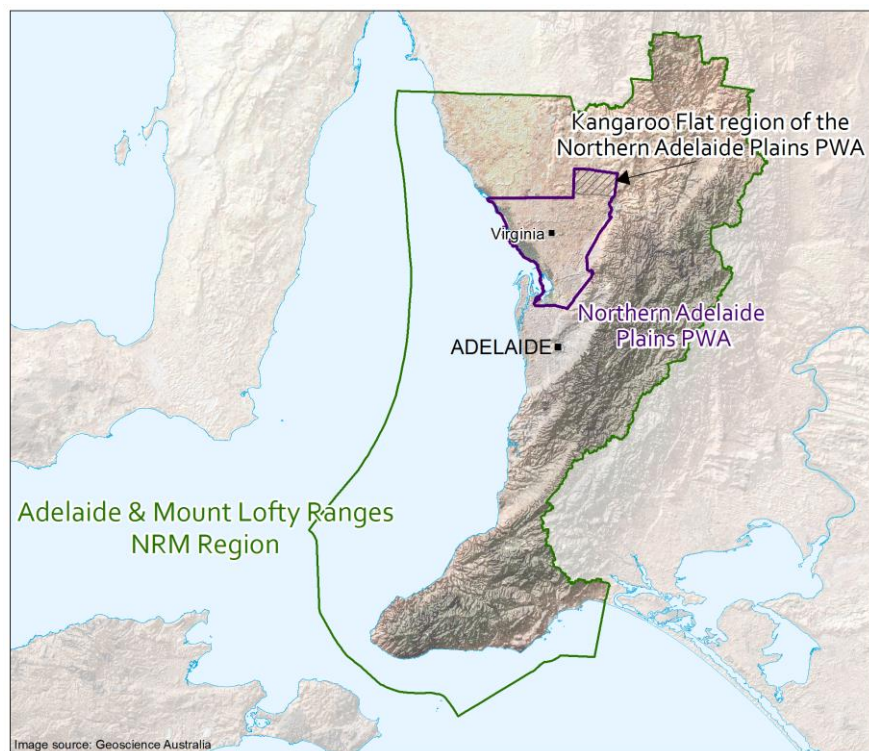 Kangaroo Flat region of the
Northern Adelaide Plains PWA
Virginia
Northern Adelaide
Plains PWA
ADELAIDE
Adelaide & Mount Lofty Ranges
NRM Region
Image source: Geoscience Australia